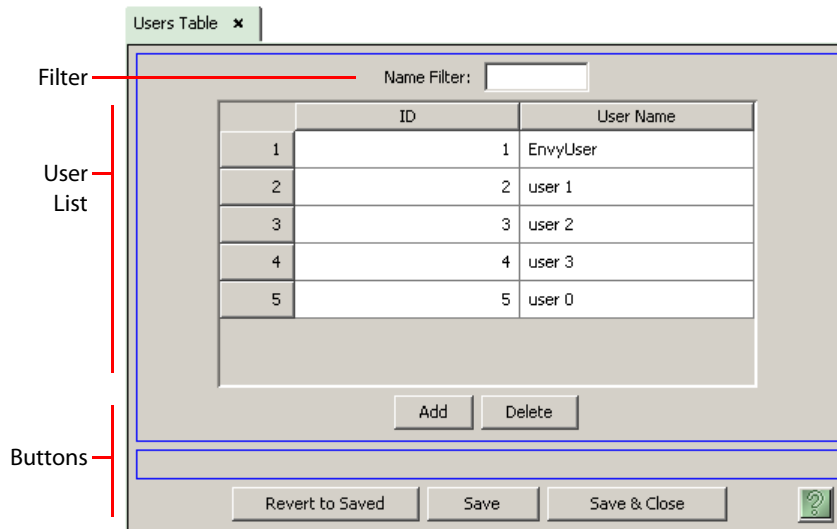 Users Table ×
Filter
Name Filter:
User
List
ID User Name
1 1 EnvyUser
2 2 user 1
3 3 user 2
4 4 user 3
5 5 user 0
Add Delete
Buttons
Revert to Saved Save Save & Close ?